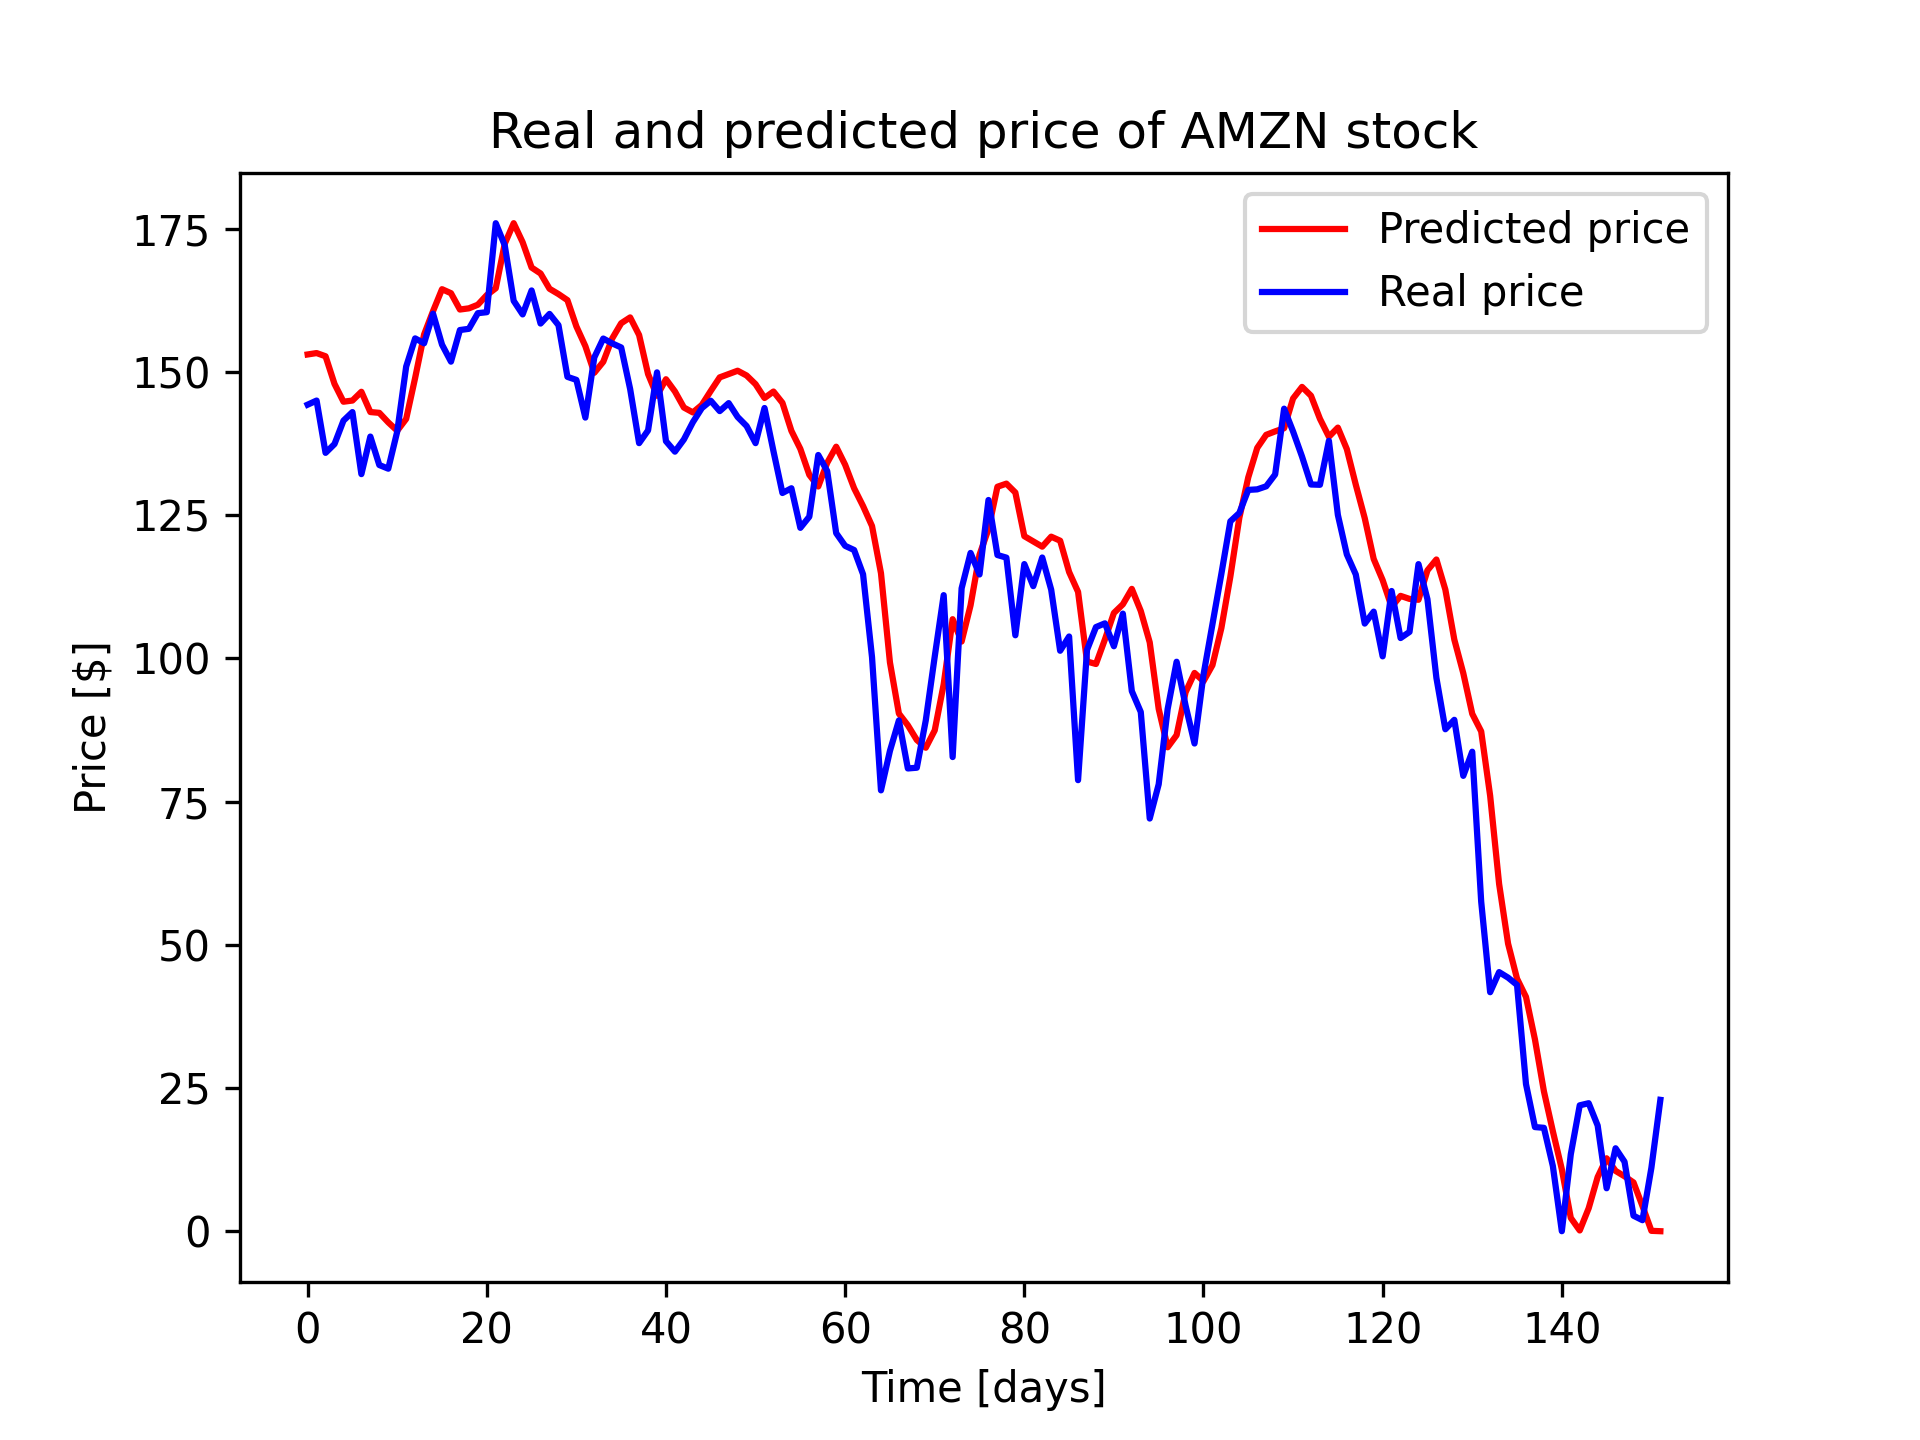 Real and predicted price of AMZN stock
Predicted price
Real price
175
150
125
100
75
50
25
0
Price [$]
0 20 40 60 80 100 120 140
Time [days]